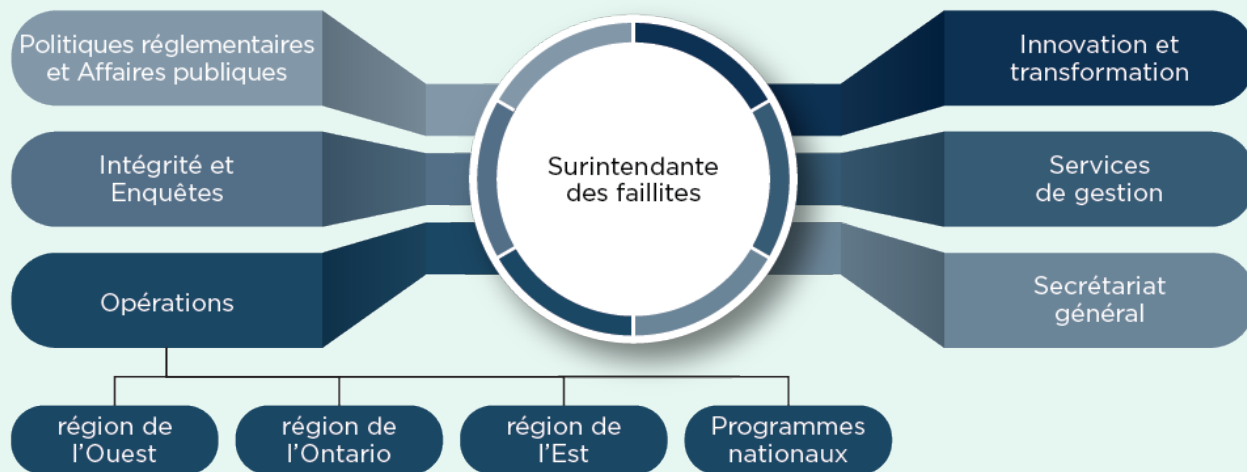 Politiques réglementaires
et Affaires publiques
Intégrité et
Enquêtes
Opérations
Surintendante
des faillites
Innovation et
transformation
Services
de gestion
Secrétariat
général
région de
l'Ouest
région de
l'Ontario
région de
l'Est
Programmes
nationaux